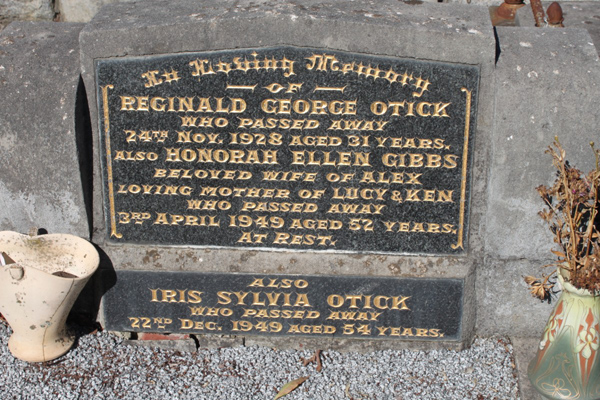 In Loving Memory
OF
REGINALD GEORGE OTICK
WHO PASSED AWAY
24TH NOV. 1928 AGED 31 YEARS.
ALSO HONORAH ELLEN GIBBS
BELOVED WIFE OF ALEX
LOVING MOTHER OF LUCY & KEN
WHO PASSED AWAY
3RD APRIL 1949 AGED 52 YEARS.
AT REST.
ALSO
IRIS SYLVIA OTICK
WHO PASSED AWAY
22ND DEC. 1949 AGED 54 YEARS.